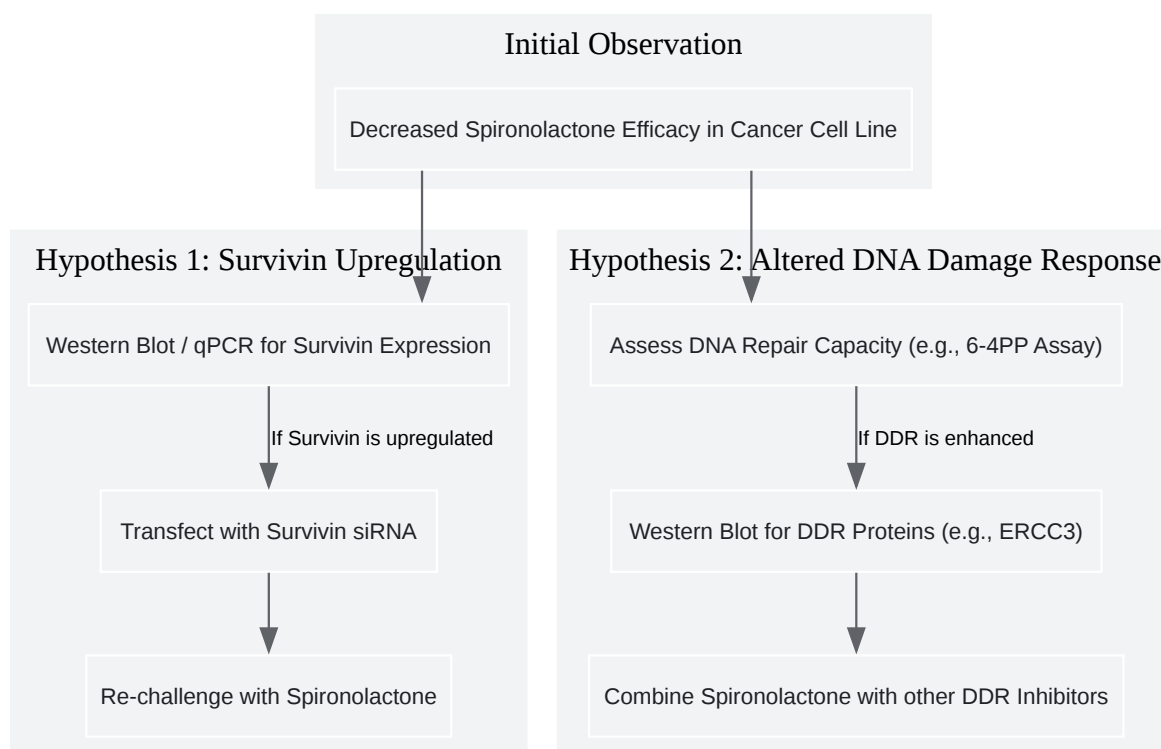 Initial Observation
Decreased Spironolactone Efficacy in Cancer Cell Line
Hypothesis 1: Survivin Upregulation
Western Blot / qPCR for Survivin Expression
If Survivin is upregulated
Transfect with Survivin siRNA
Re-challenge with Spironolactone
Hypothesis 2: Altered DNA Damage Response
Assess DNA Repair Capacity (e.g., 6-4PP Assay)
If DDR is enhanced
Western Blot for DDR Proteins (e.g., ERCC3)
Combine Spironolactone with other DDR Inhibitors